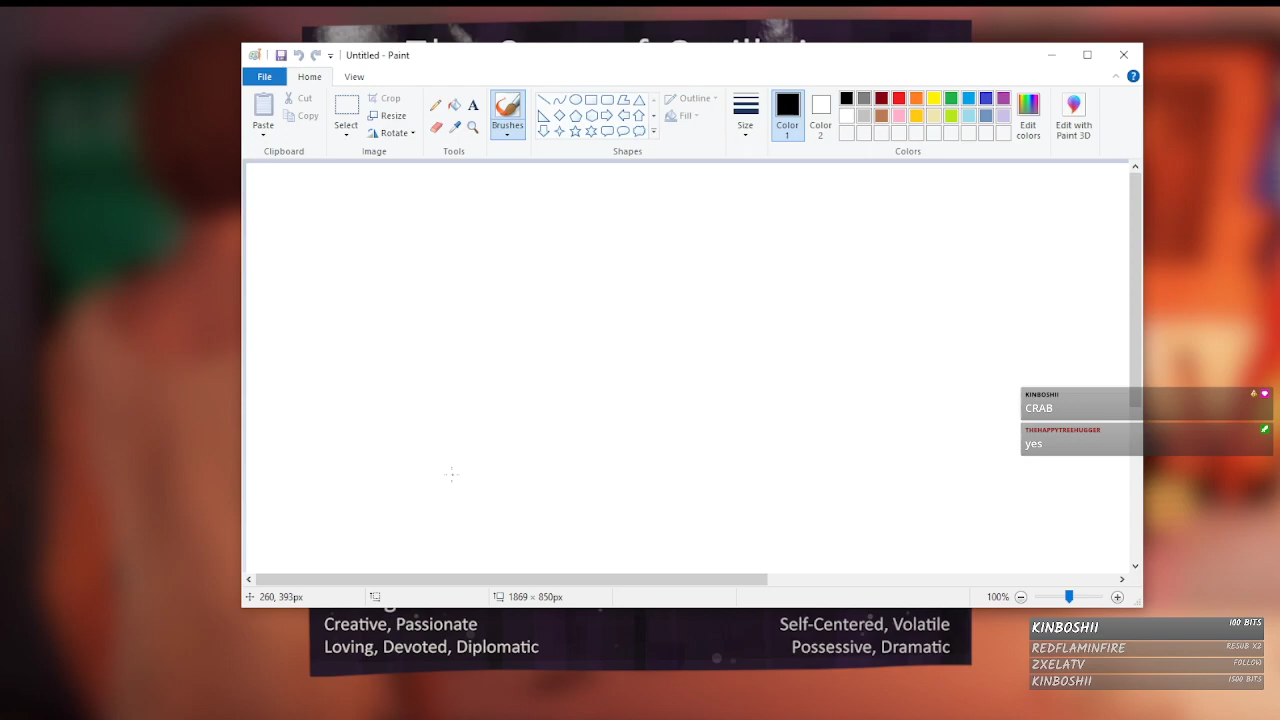 Untitled - Paint
File
Home
View
Paste
Cut
Copy
Clipboard
Select
Crop
Resize
Rotate
Image
A
Tools
Brushes
Shapes
Outline
Fill
Size
Color 1
Color 2
Edit colors
Edit with Paint 3D
Colors
KINBOSHII
CRAB
THEHAPPYTREEHUGGER
yes
260, 393px
1869 × 850px
100%
Creative, Passionate
Loving, Devoted, Diplomatic
Self-Centered, Volatile
Possessive, Dramatic
KINBOSHII 100 BITS
REDFLAMINFIRE RESUB X2
2XELATV FOLLOW
KINBOSHII 1500 BITS